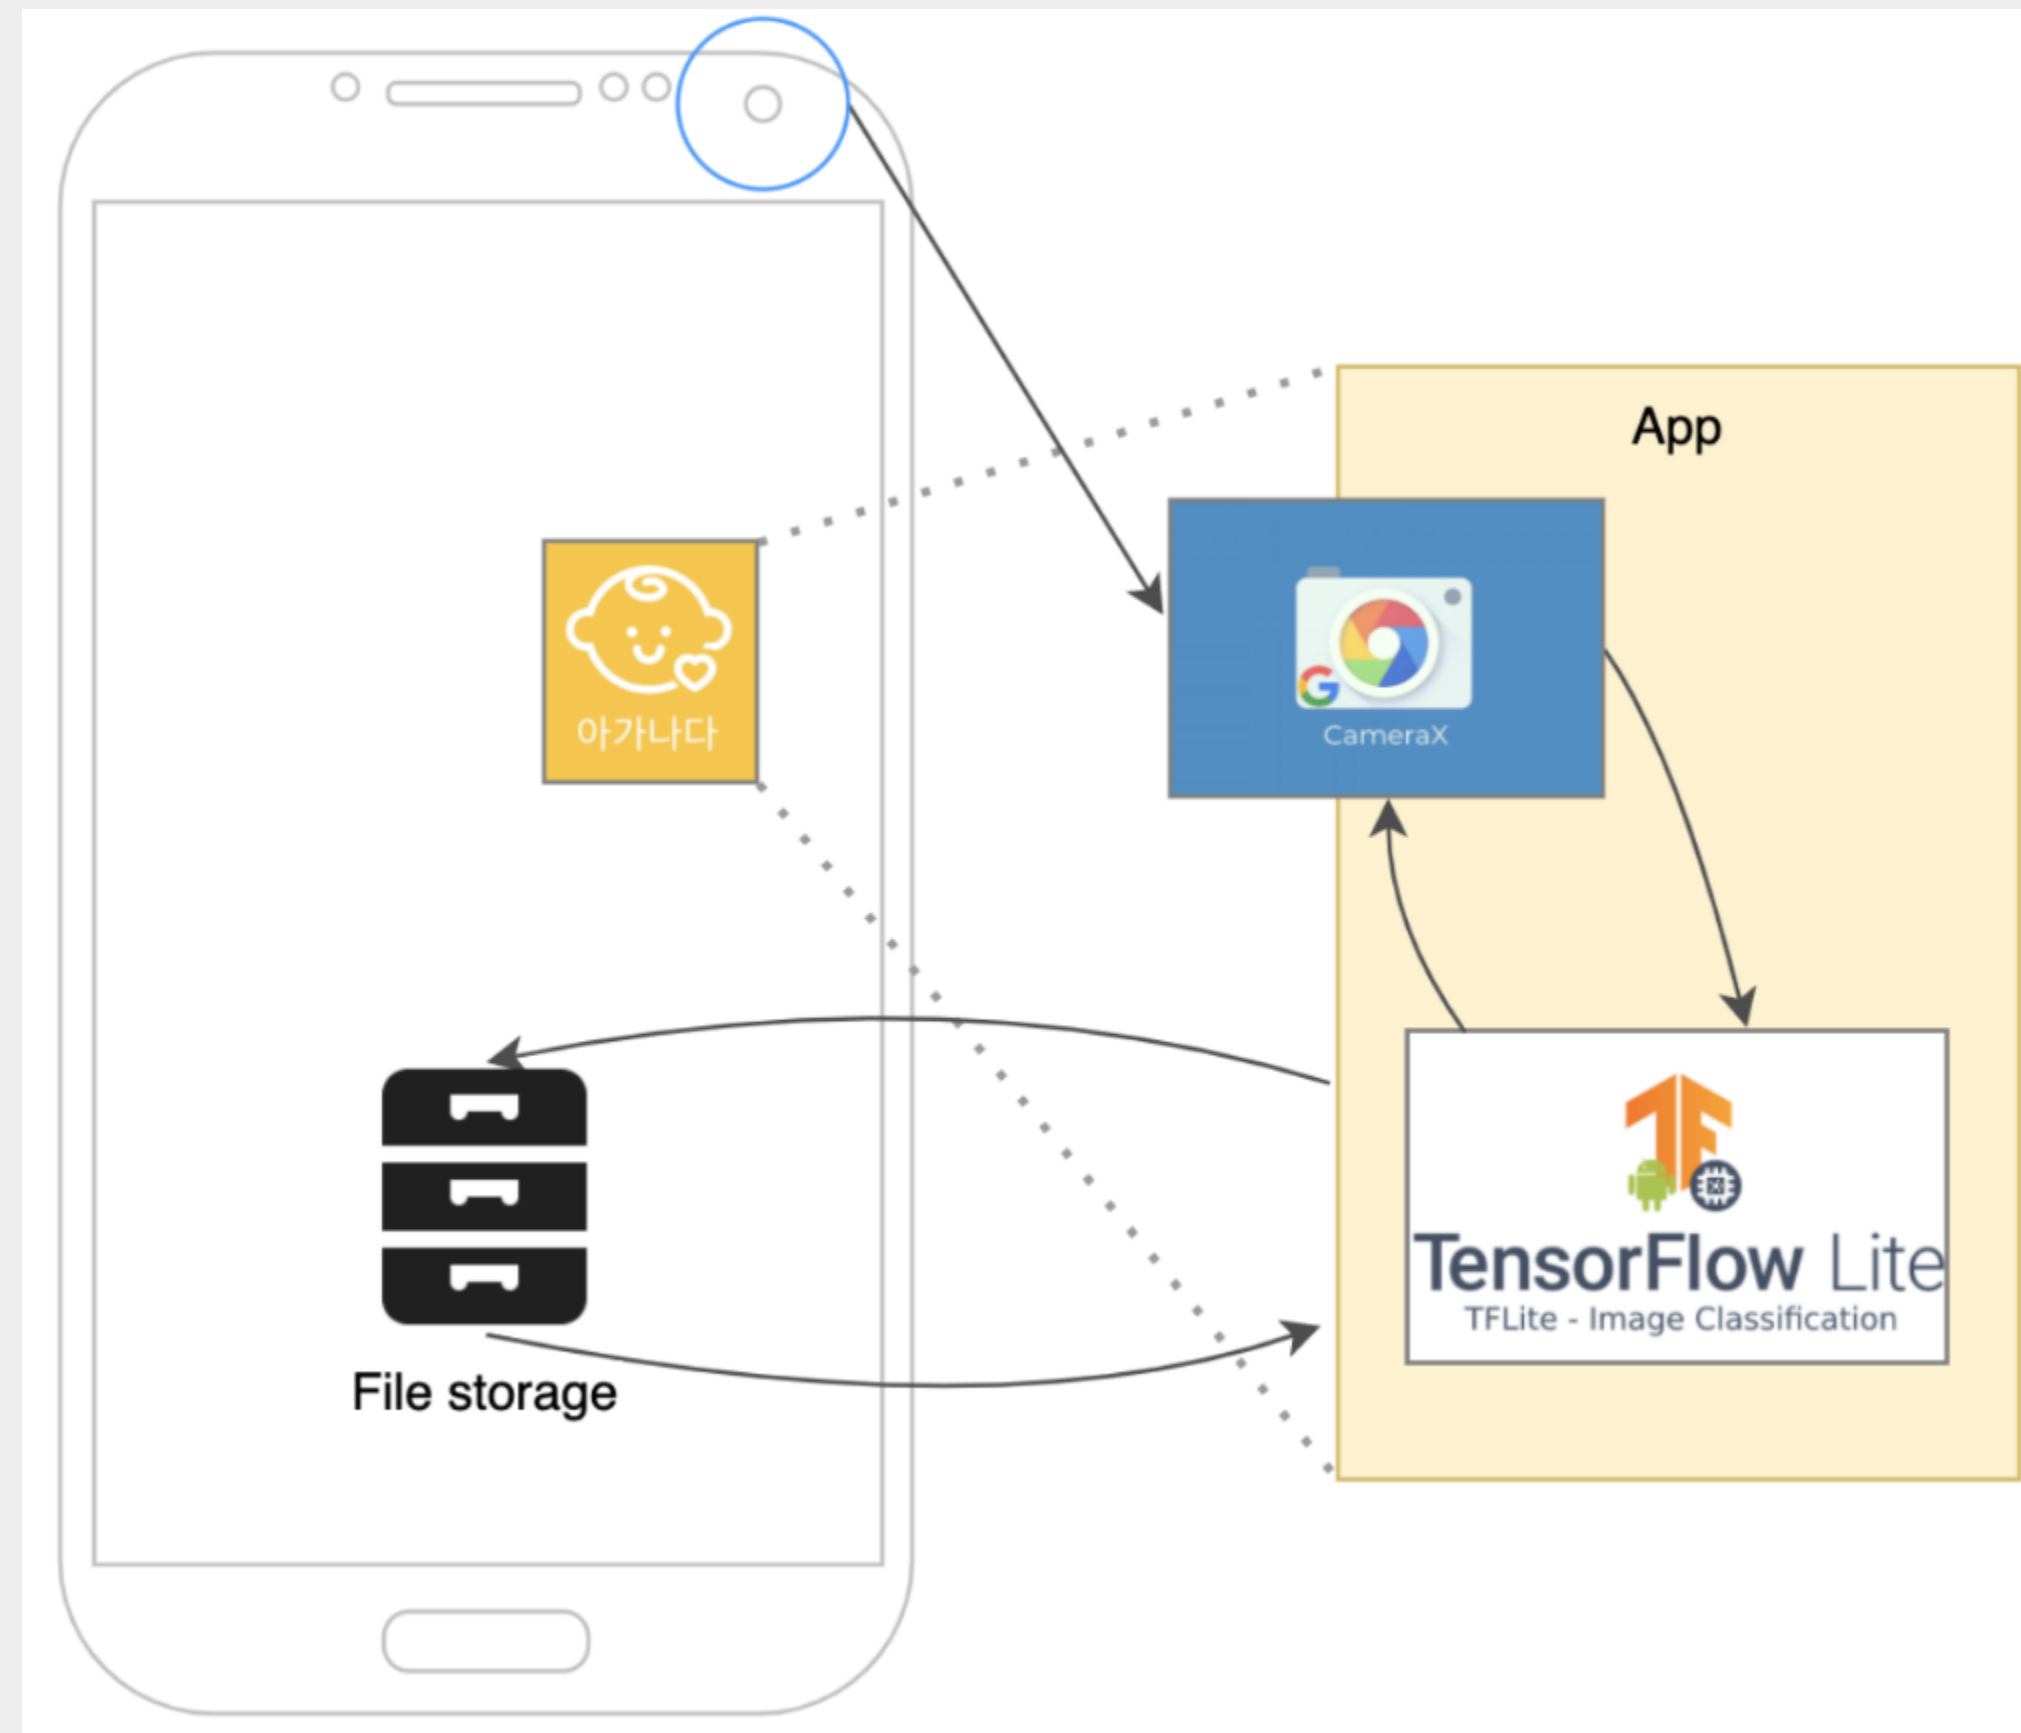 App
아가나다
CameraX
TensorFlow Lite
TFLite - Image Classification
File storage